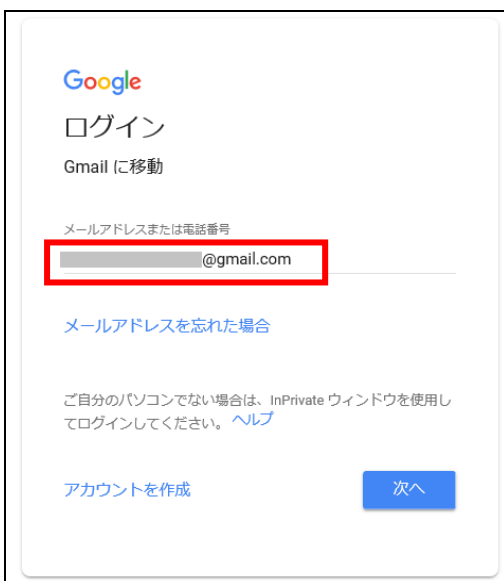 Google
ログイン
Gmail に移動
メールアドレスまたは電話番号
@gmail.com
メールアドレスを忘れた場合
ご自分のパソコンでない場合は、InPrivate ウィンドウを使用し
てログインしてください。 ヘルプ
アカウントを作成
次へ